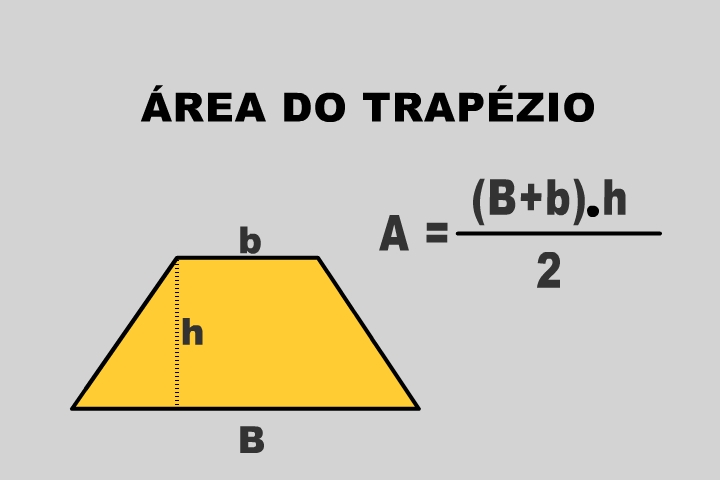 ÁREA DO TRAPÉZIO
A = (B+b).h
2
b
h
B